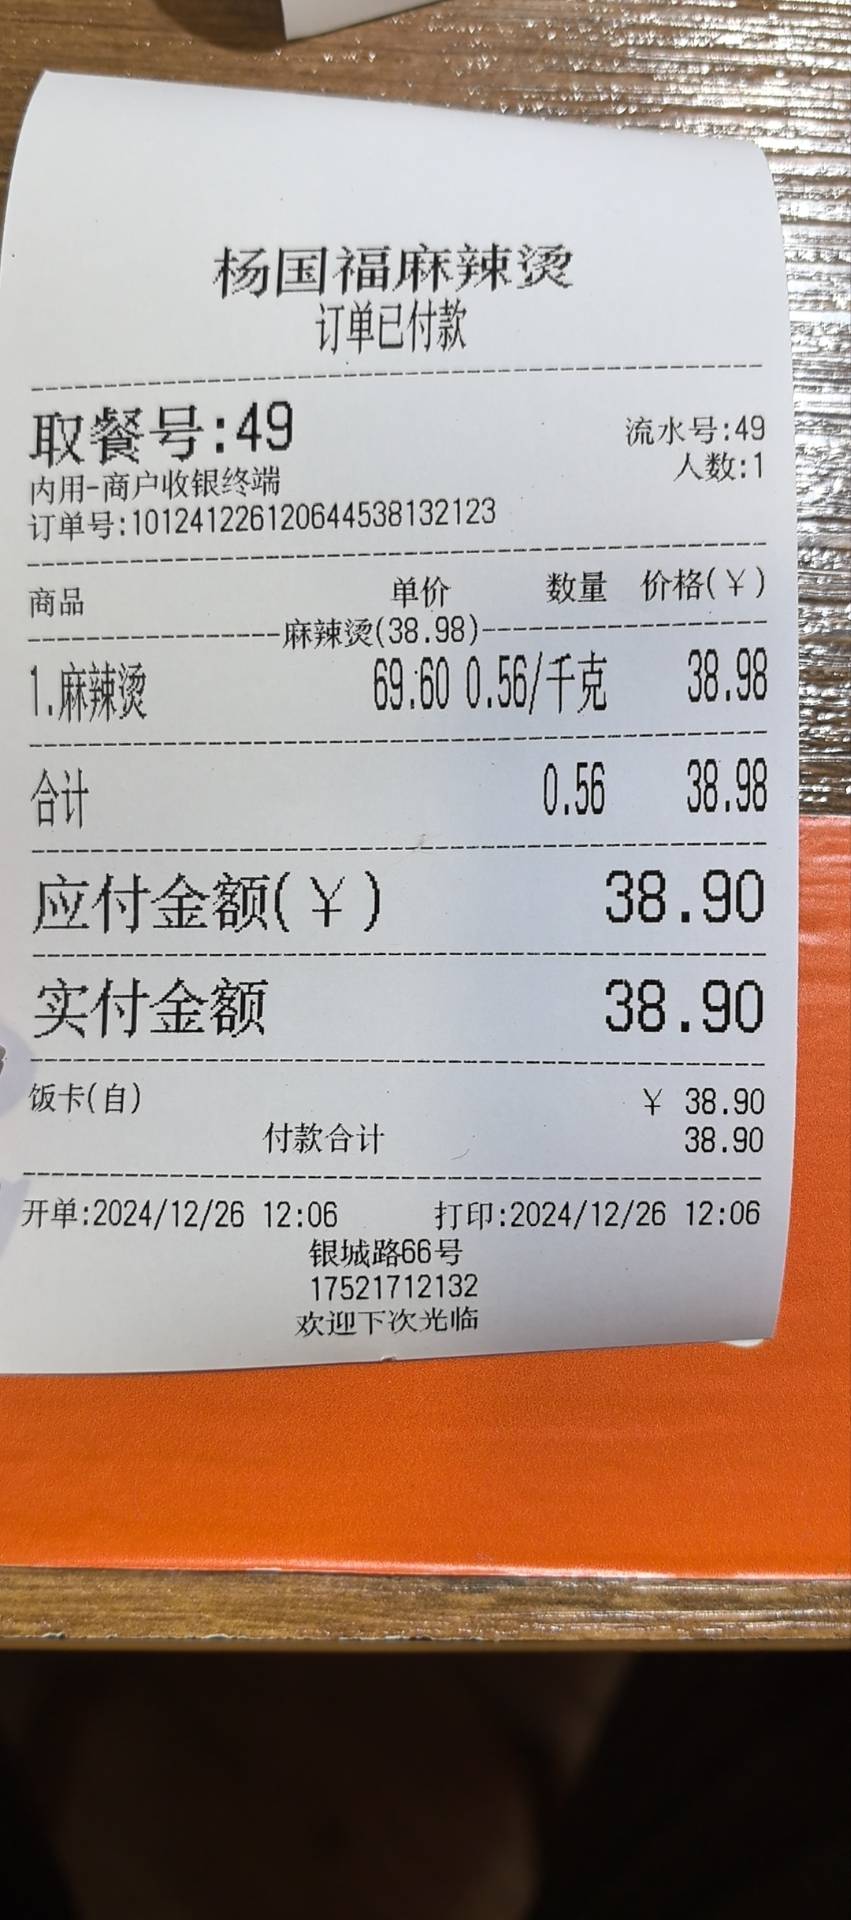 杨国福麻辣烫
订单已付款
取餐号:49 流水号:49
内用-商户收银终端 人数:1
订单号:101241226120644538132123
商品 单价 数量 价格(¥)
麻辣烫(38.98)
1.麻辣烫 69.60 0.56/千克 38.98
合计 0.56 38.98
应付金额(¥) 38.90
实付金额 38.90
饭卡(自) ¥ 38.90
付款合计 38.90
开单:2024/12/26 12:06 打印:2024/12/26 12:06
银城路66号
17521712132
欢迎下次光临